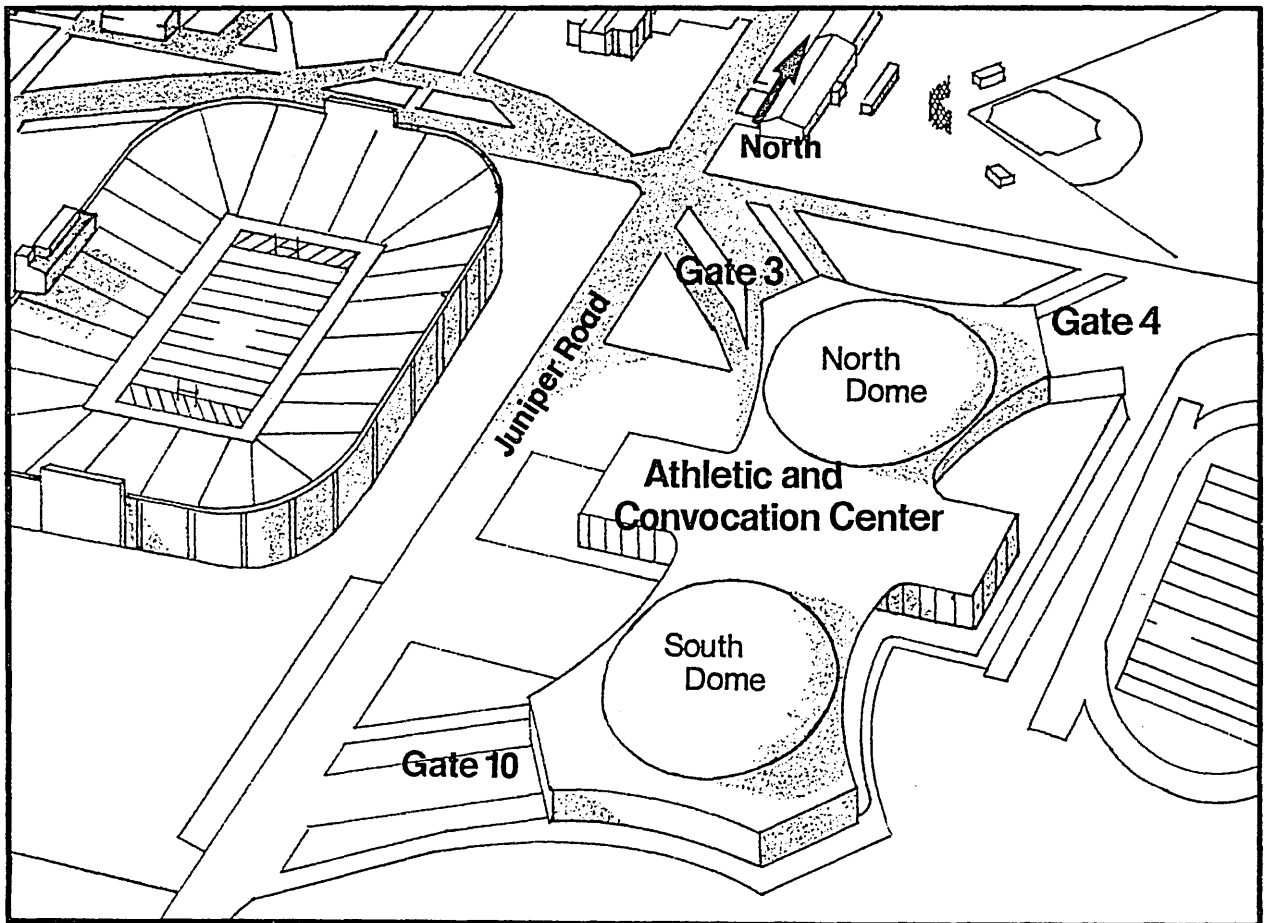 North
Gate 3
Gate 4
Juniper Road
North
Dome
Athletic and
Convocation Center
South
Dome
Gate 10